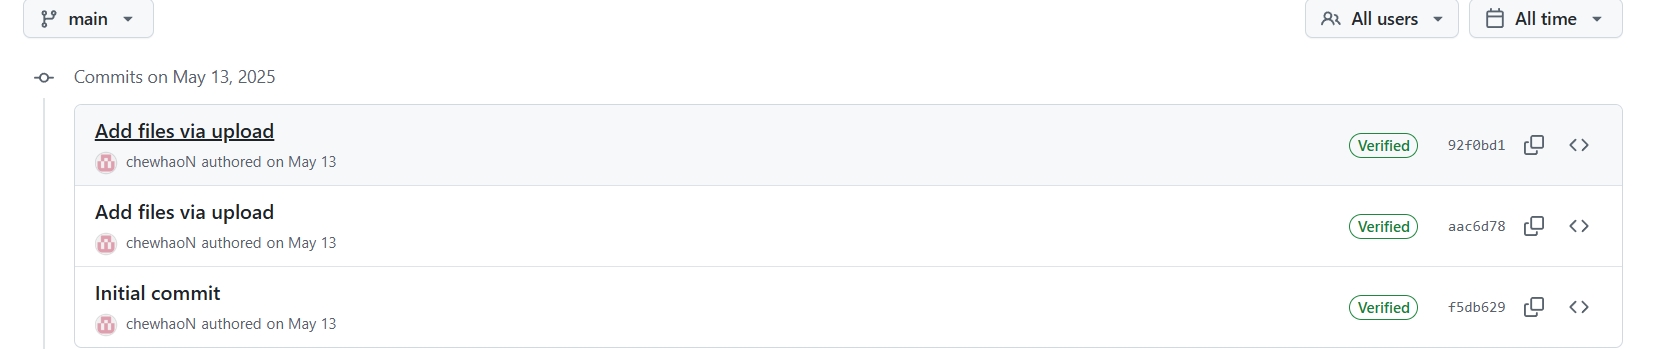 main
All users
All time
Commits on May 13, 2025
Add files via upload
chewhaoN authored on May 13
Verified
92f0bd1
Add files via upload
chewhaoN authored on May 13
Verified
aac6d78
Initial commit
chewhaoN authored on May 13
Verified
f5db629